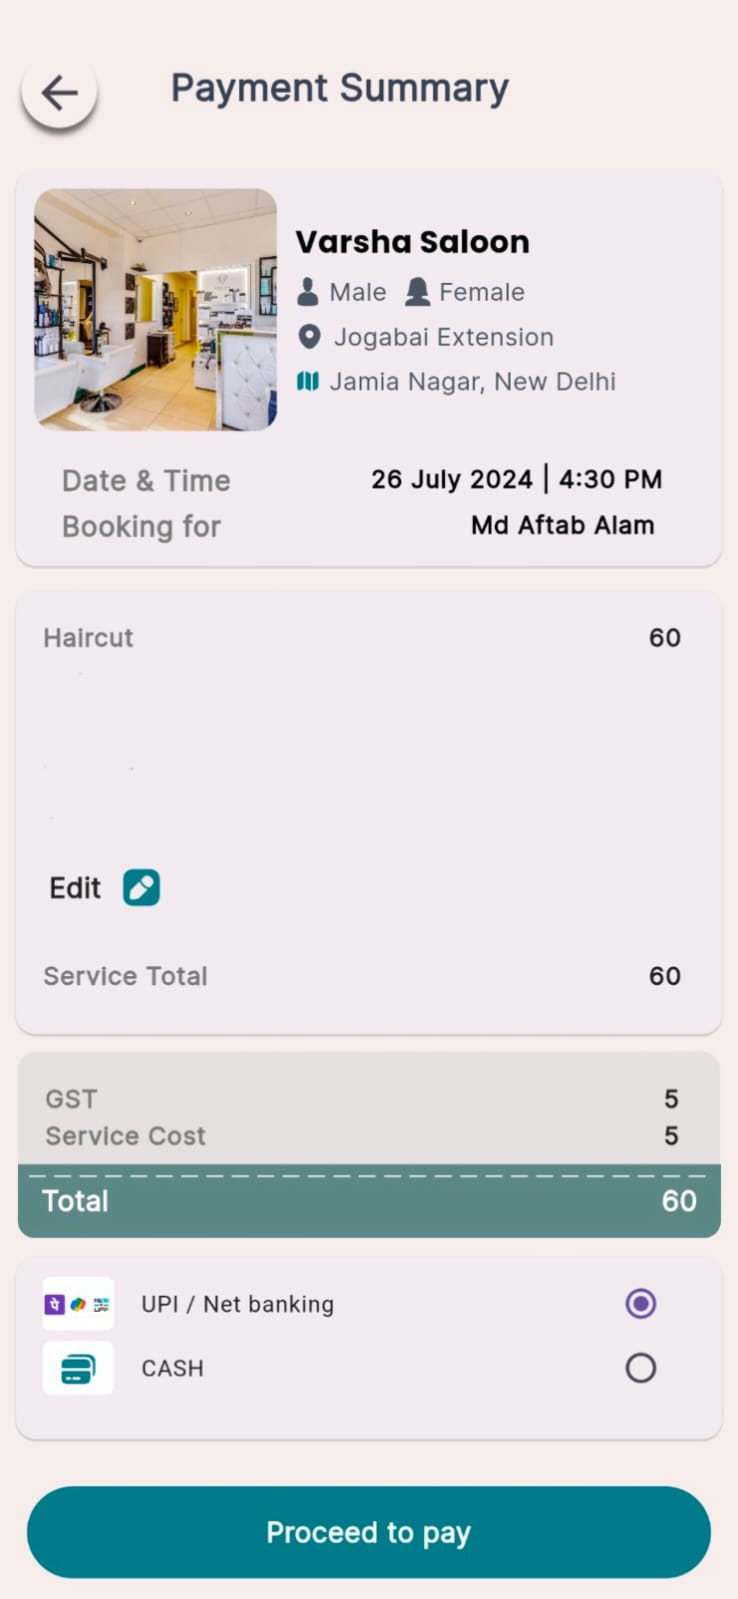 Payment Summary
Varsha Saloon
Male Female
Jogabai Extension
Jamia Nagar, New Delhi
Date & Time 26 July 2024 | 4:30 PM
Booking for Md Aftab Alam
Haircut 60
Edit
Service Total 60
GST 5
Service Cost 5
Total 60
UPI / Net banking
CASH
Proceed to pay